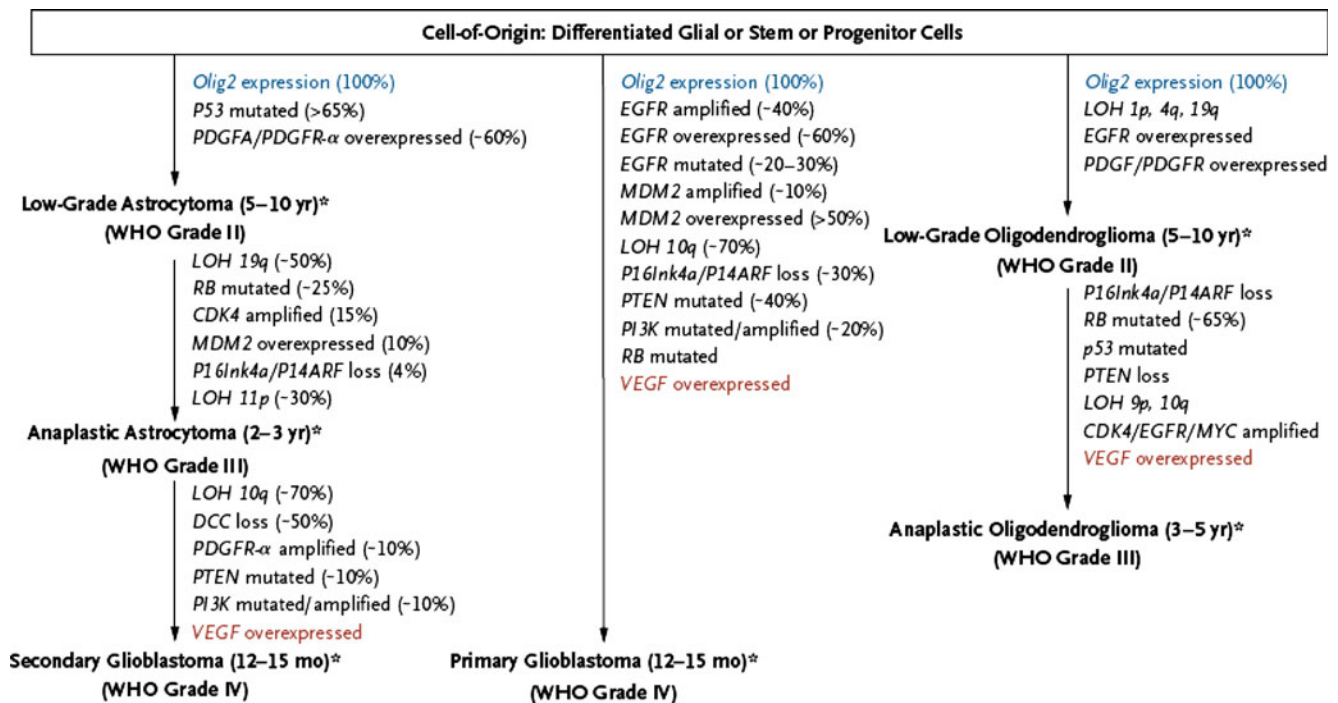 Cell-of-Origin: Differentiated Glial or Stem or Progenitor Cells
Olig2 expression (100%)
P53 mutated (>65%)
PDGFA/PDGFR-α overexpressed (~60%)
Low-Grade Astrocytoma (5–10 yr)*
(WHO Grade II)
LOH 19q (~50%)
RB mutated (~25%)
CDK4 amplified (15%)
MDM2 overexpressed (10%)
P16Ink4a/P14ARF loss (4%)
LOH 11p (~30%)
Anaplastic Astrocytoma (2–3 yr)*
(WHO Grade III)
LOH 10q (~70%)
DCC loss (~50%)
PDGFR-α amplified (~10%)
PTEN mutated (~10%)
PI3K mutated/amplified (~10%)
VEGF overexpressed
Secondary Glioblastoma (12–15 mo)*
(WHO Grade IV)
Olig2 expression (100%)
EGFR amplified (~40%)
EGFR overexpressed (~60%)
EGFR mutated (~20–30%)
MDM2 amplified (~10%)
MDM2 overexpressed (>50%)
LOH 10q (~70%)
P16Ink4a/P14ARF loss (~30%)
PTEN mutated (~40%)
PI3K mutated/amplified (~20%)
RB mutated
VEGF overexpressed
Primary Glioblastoma (12–15 mo)*
(WHO Grade IV)
Olig2 expression (100%)
LOH 1p, 4q, 19q
EGFR overexpressed
PDGF/PDGFR overexpressed
Low-Grade Oligodendroglioma (5–10 yr)*
(WHO Grade II)
P16Ink4a/P14ARF loss
RB mutated (~65%)
p53 mutated
PTEN loss
LOH 9p, 10q
CDK4/EGFR/MYC amplified
VEGF overexpressed
Anaplastic Oligodendroglioma (3–5 yr)*
(WHO Grade III)